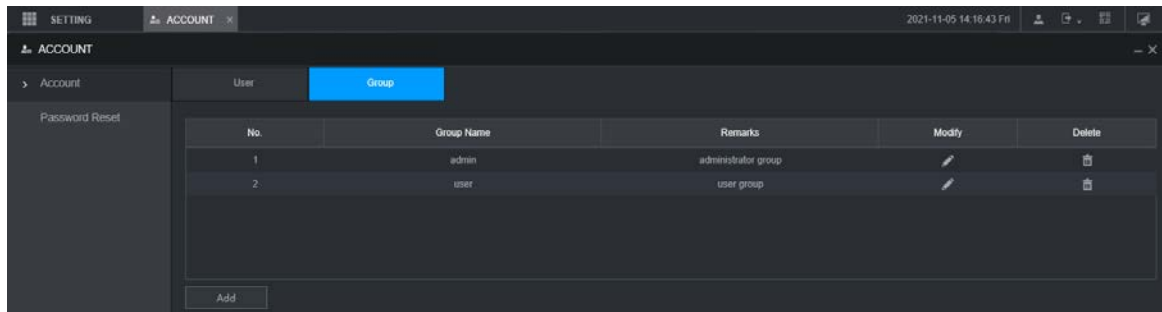 SETTING ACCOUNT × 2021-11-05 14:16:43 Fri
ACCOUNT
Account User Group
Password Reset
No. Group Name Remarks Modify Delete
1 admin administrator group
2 user user group
Add